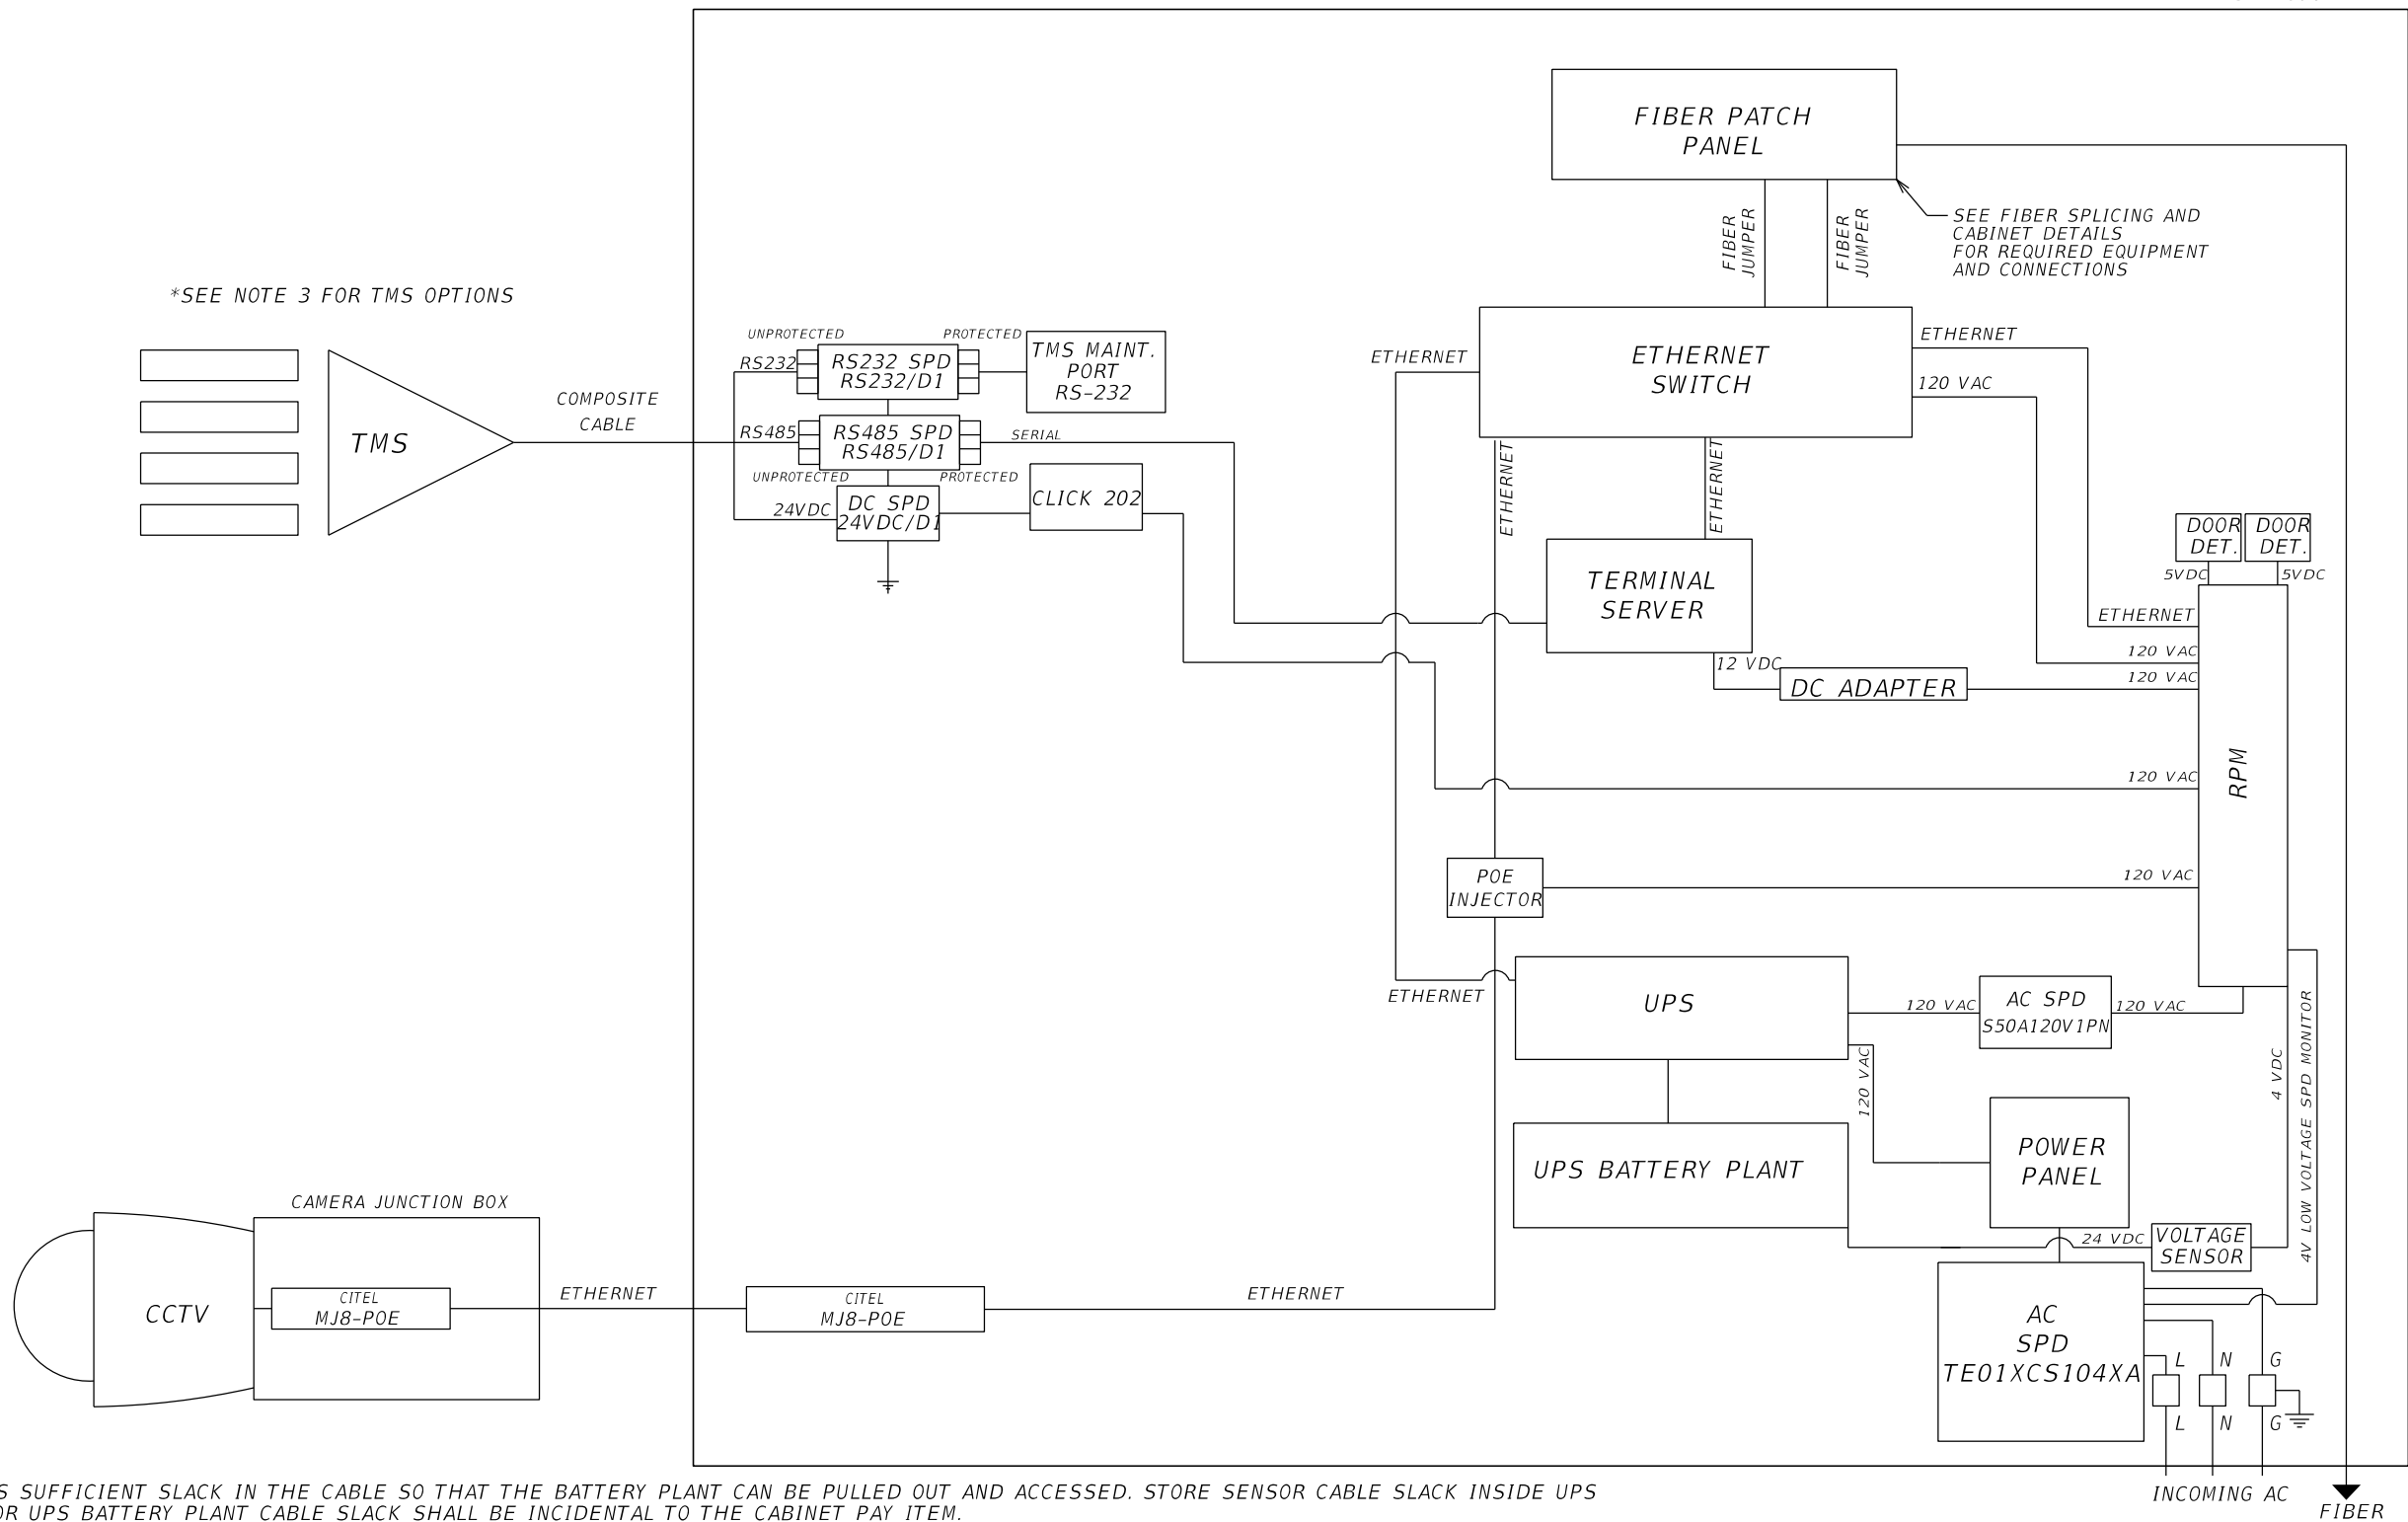 FIBER PATCH
PANEL
FIBER
JUMPER
FIBER
JUMPER
SEE FIBER SPLICING AND
CABINET DETAILS
FOR REQUIRED EQUIPMENT
AND CONNECTIONS
*SEE NOTE 3 FOR TMS OPTIONS
TMS
COMPOSITE
CABLE
UNPROTECTED
PROTECTED
RS232
RS232 SPD
RS232/D1
TMS MAINT.
PORT
RS-232
RS485
RS485 SPD
RS485/D1
SERIAL
UNPROTECTED
PROTECTED
24VDC
DC SPD
24VDC/D1
CLICK 202
ETHERNET
ETHERNET
SWITCH
ETHERNET
120 VAC
ETHERNET
ETHERNET
TERMINAL
SERVER
12 VDC
DC ADAPTER
DOOR
DET.
DOOR
DET.
5VDC
5VDC
ETHERNET
120 VAC
120 VAC
120 VAC
RPM
120 VAC
POE
INJECTOR
ETHERNET
UPS
120 VAC
AC SPD
S50A120V1PN
120 VAC
120 VAC
4 VDC
4V LOW VOLTAGE SPD MONITOR
UPS BATTERY PLANT
POWER
PANEL
24 VDC
VOLTAGE
SENSOR
CAMERA JUNCTION BOX
CCTV
CITEL
MJ8-POE
ETHERNET
CITEL
MJ8-POE
ETHERNET
AC
SPD
TE01XCS104XA
L
N
G
L
N
G
INCOMING AC
FIBER
S SUFFICIENT SLACK IN THE CABLE SO THAT THE BATTERY PLANT CAN BE PULLED OUT AND ACCESSED. STORE SENSOR CABLE SLACK INSIDE UPS
OR UPS BATTERY PLANT CABLE SLACK SHALL BE INCIDENTAL TO THE CABINET PAY ITEM.